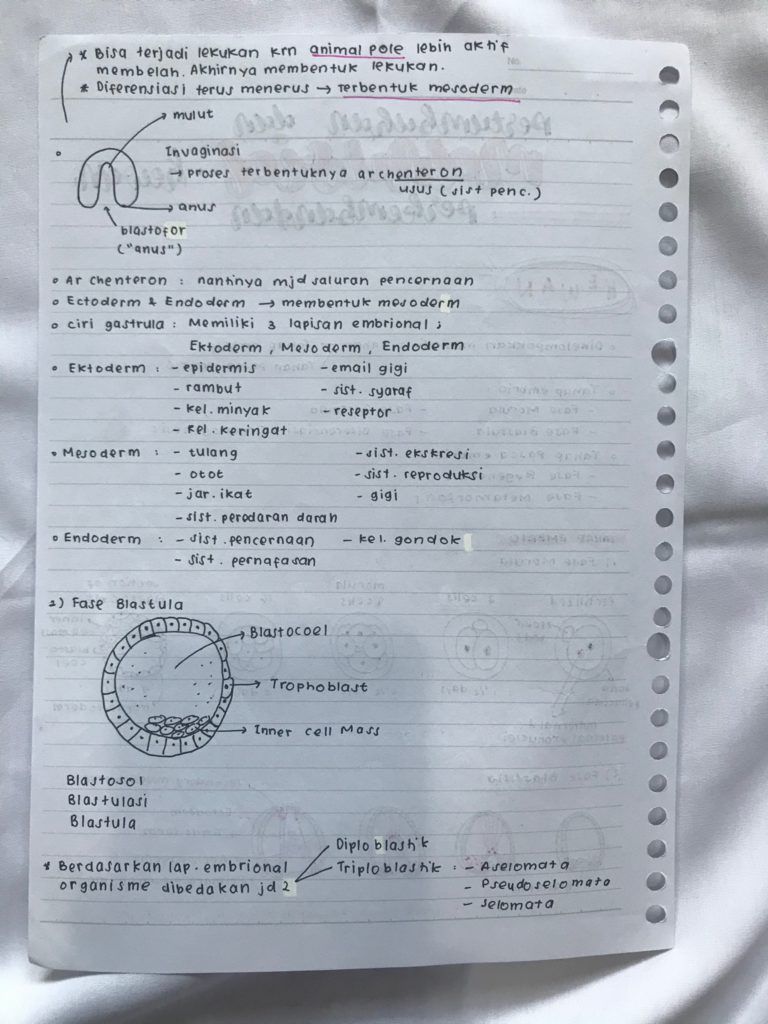 * Bisa terjadi lekukan krn animal pole lebih aktif
membelah. Akhirnya membentuk lekukan.
* Diferensiasi terus menerus → terbentuk mesoderm
No.
mulut
Invaginasi
→ proses terbentuknya archenteron
usus (sist penc.)
anus
blastofor
("anus")
• Archenteron : nantinya mjd saluran pencernaan
• Ectoderm & Endoderm → membentuk mesoderm
• ciri gastrula : Memiliki 3 lapisan embrional ;
Ektoderm, Mesoderm, Endoderm
• Ektoderm : - epidermis - email gigi
- rambut - sist. syaraf
- kel. minyak - reseptor
- kel. keringat
• Mesoderm : - tulang - sist. ekskresi
- otot - sist. reproduksi
- jar. ikat - gigi
- sist. peredaran darah
• Endoderm : - sist. pencernaan - kel. gondok
- sist. pernafasan
2) Fase Blastula
Blastocoel
Trophoblast
Inner cell Mass
Blastosol
Blastulasi
Blastula
* Berdasarkan lap. embrional
organisme dibedakan jd 2
Diploblastik
Triploblastik : - Aselomata
- Pseudoselomata
- Selomata